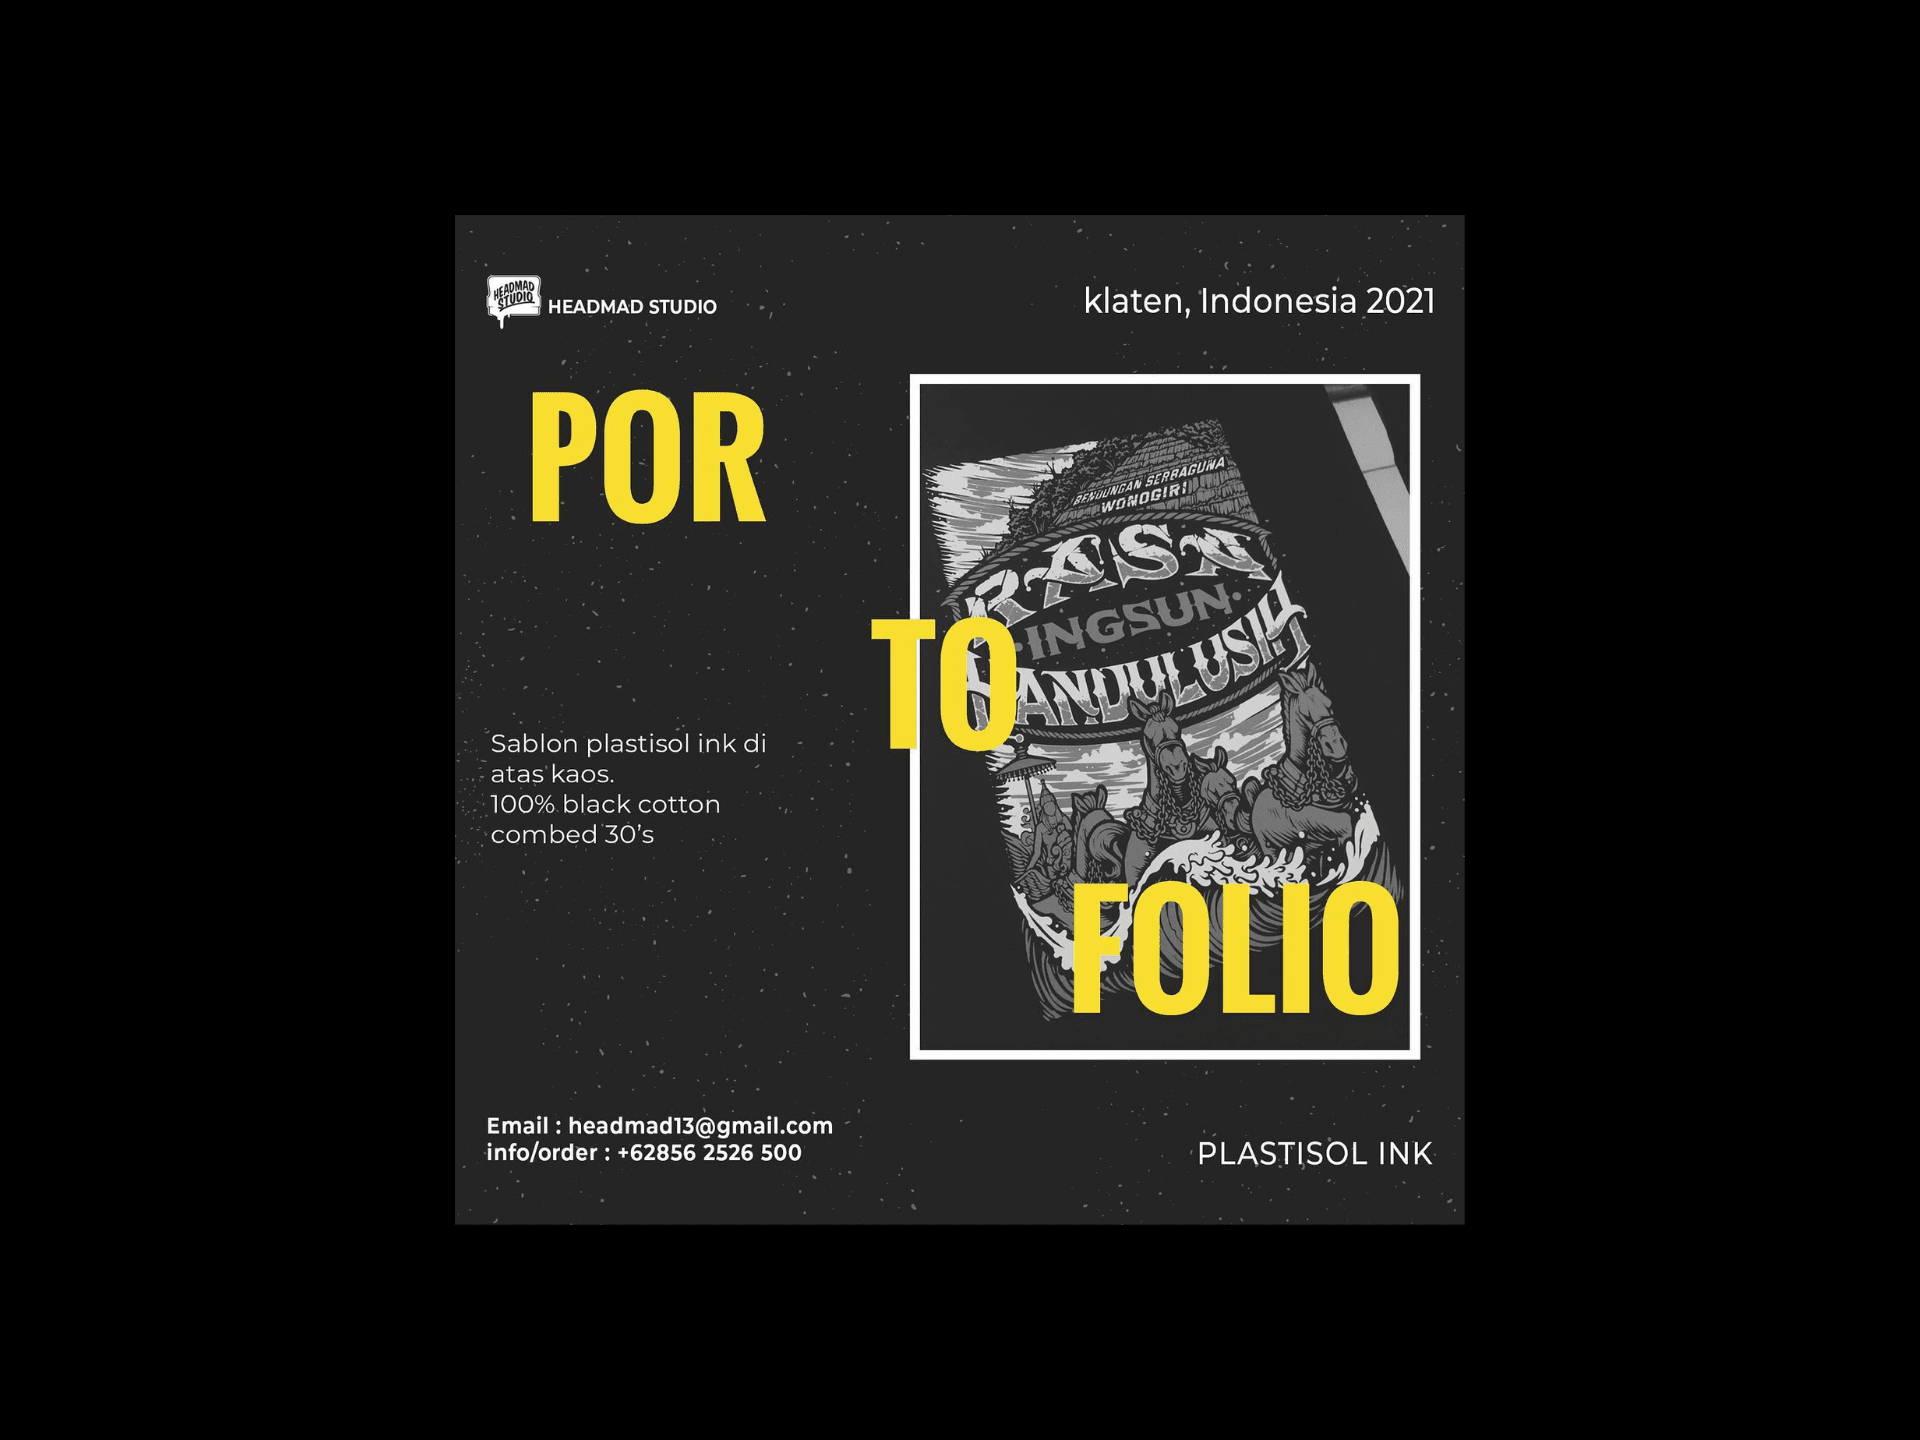 HEADMAD
STUDIO
HEADMAD STUDIO
klaten, Indonesia 2021
POR
TO
FOLIO
BENDUNGAN SERBAGUNA
WONOGIRI
RASA
INGSUN
HANDULUSIH
Sablon plastisol ink di
atas kaos.
100% black cotton
combed 30’s
Email : headmad13@gmail.com
info/order : +62856 2526 500
PLASTISOL INK